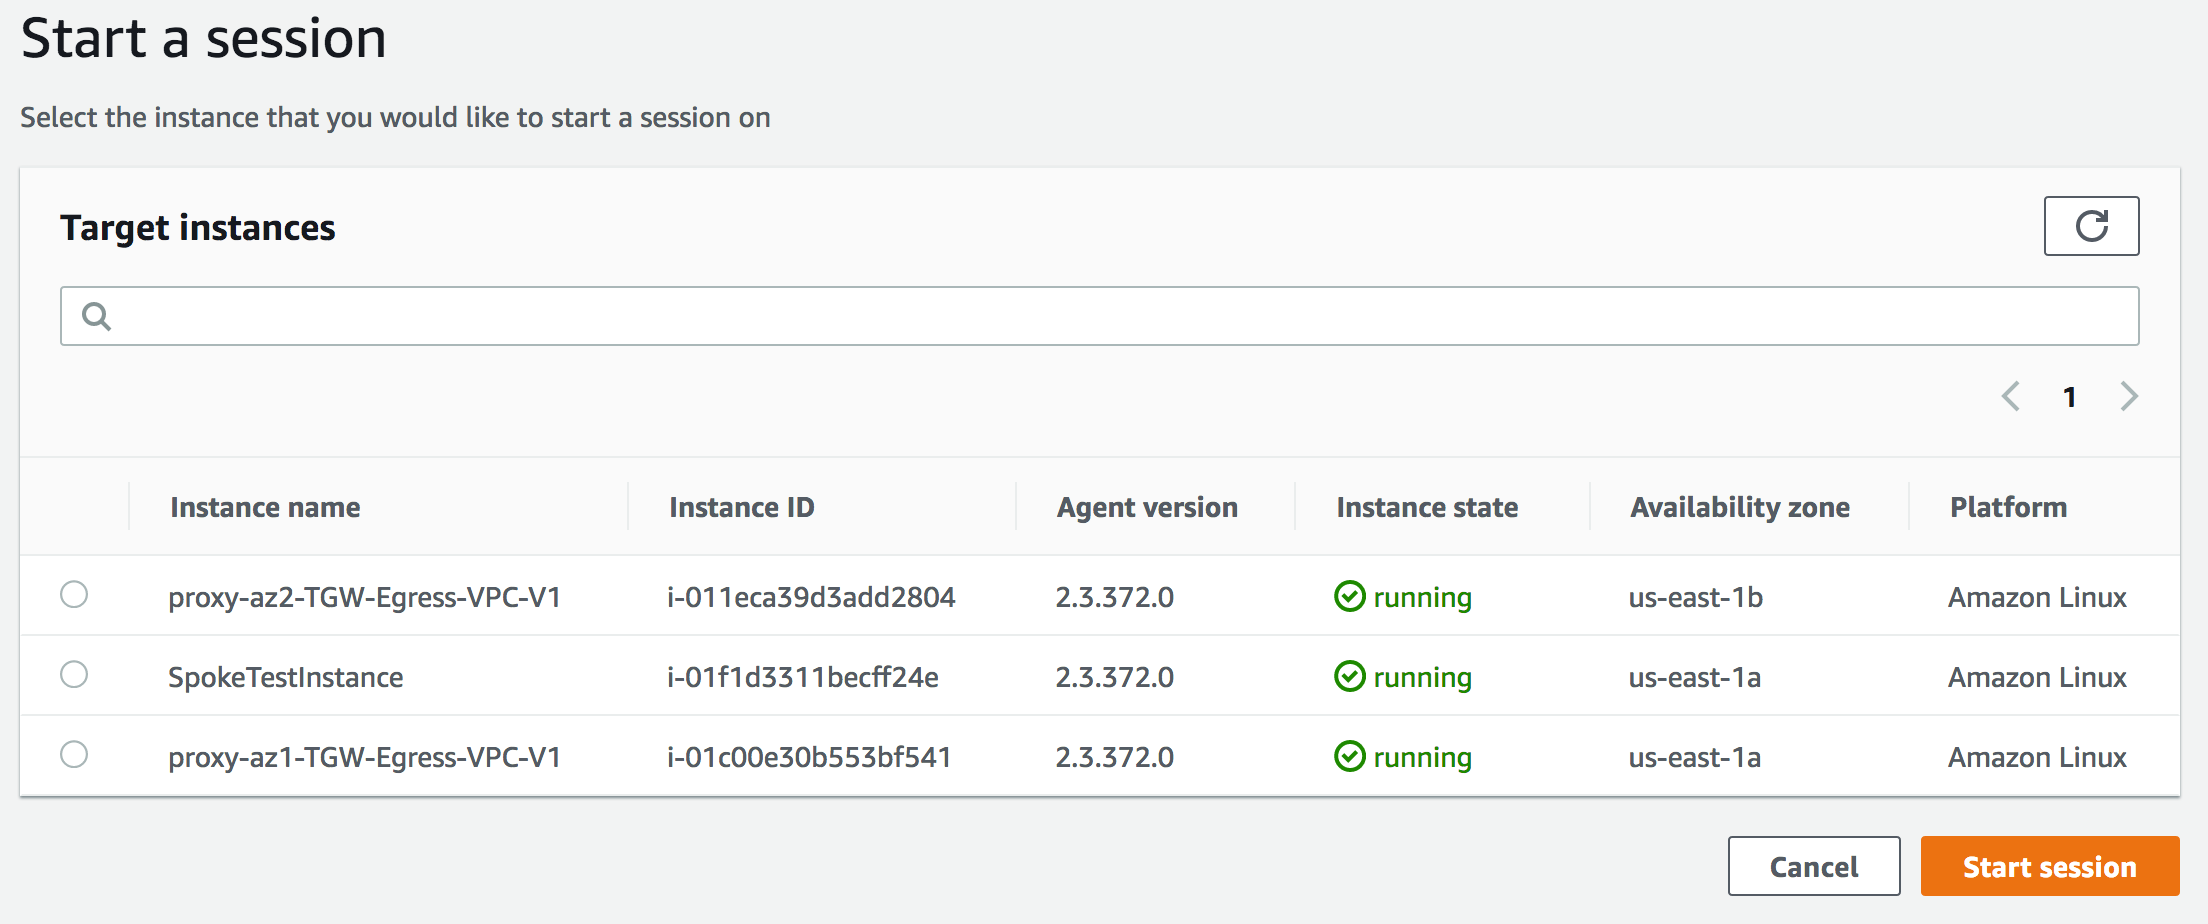 Start a session
Select the instance that you would like to start a session on
Target instances
1
Instance name Instance ID Agent version Instance state Availability zone Platform
proxy-az2-TGW-Egress-VPC-V1 i-011eca39d3add2804 2.3.372.0 running us-east-1b Amazon Linux
SpokeTestInstance i-01f1d3311becff24e 2.3.372.0 running us-east-1a Amazon Linux
proxy-az1-TGW-Egress-VPC-V1 i-01c00e30b553bf541 2.3.372.0 running us-east-1a Amazon Linux
Cancel Start session